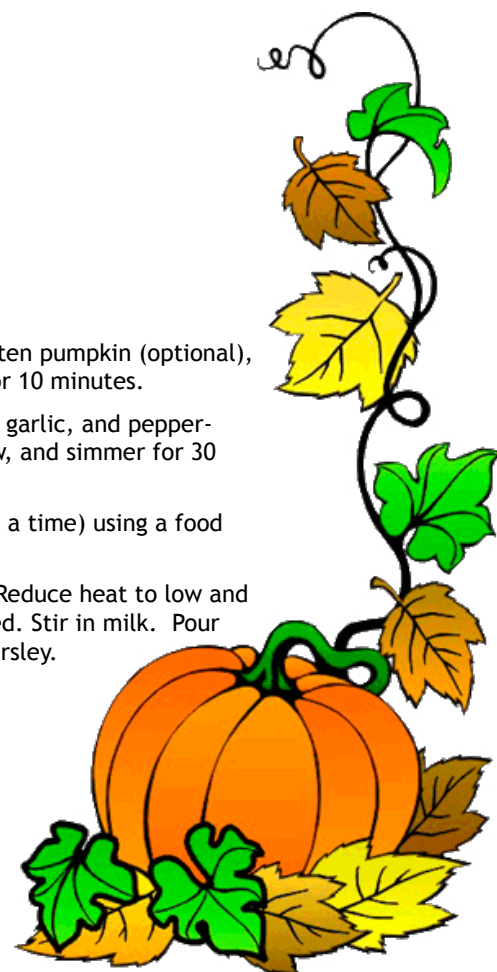 ten pumpkin (optional),
or 10 minutes.
garlic, and pepper-
w, and simmer for 30
a time) using a food
Reduce heat to low and
ed. Stir in milk. Pour
rsley.